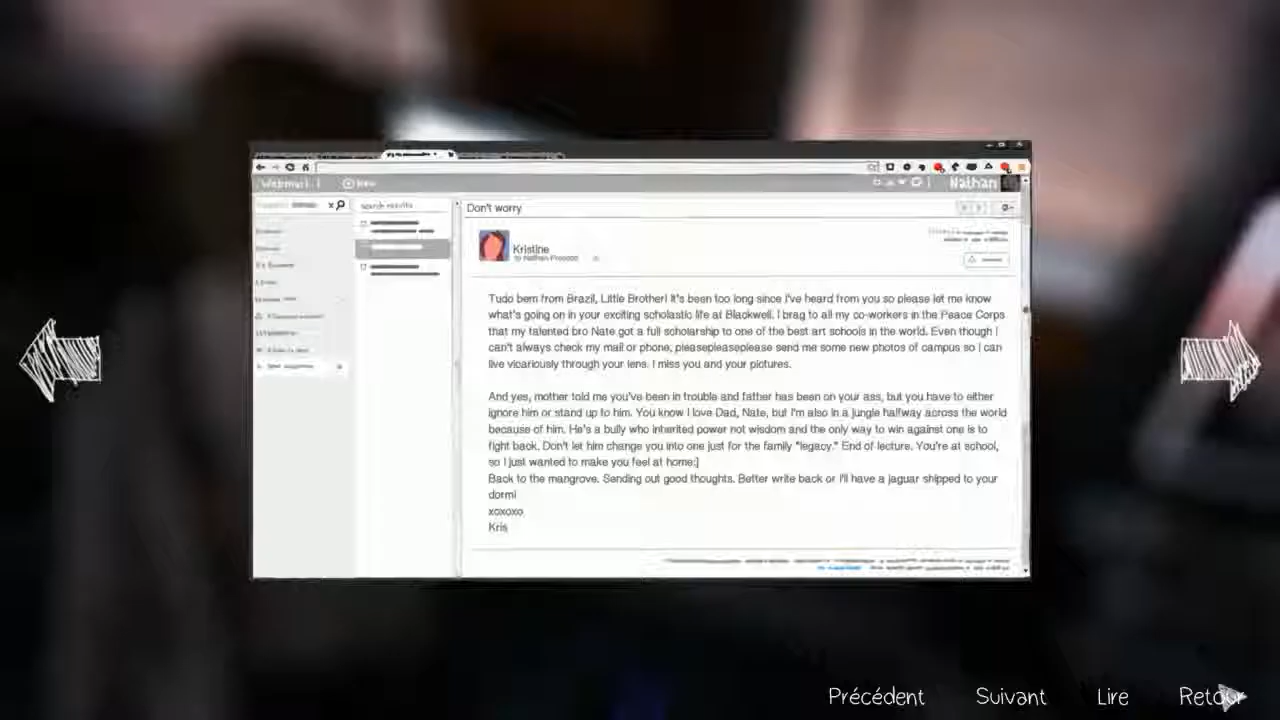 Webmail
New
Nathan
search results
Don't worry
Kristine
to Nathan Prescott
Tudo bem from Brazil, Little Brother! It's been too long since I've heard from you so please let me know
what's going on in your exciting scholastic life at Blackwell. I brag to all my co-workers in the Peace Corps
that my talented bro Nate got a full scholarship to one of the best art schools in the world. Even though I
can't always check my mail or phone, pleasepleaseplease send me some new photos of campus so I can
live vicariously through your lens. I miss you and your pictures.
And yes, mother told me you've been in trouble and father has been on your ass, but you have to either
ignore him or stand up to him. You know I love Dad, Nate, but I'm also in a jungle halfway across the world
because of him. He's a bully who inherited power not wisdom and the only way to win against one is to
fight back. Don't let him change you into one just for the family "legacy." End of lecture. You're at school,
so I just wanted to make you feel at home:]
Back to the mangrove. Sending out good thoughts. Better write back or I'll have a jaguar shipped to your
dorm!
xoxoxo
Kris
Précédent
Suivant
Lire
Retour